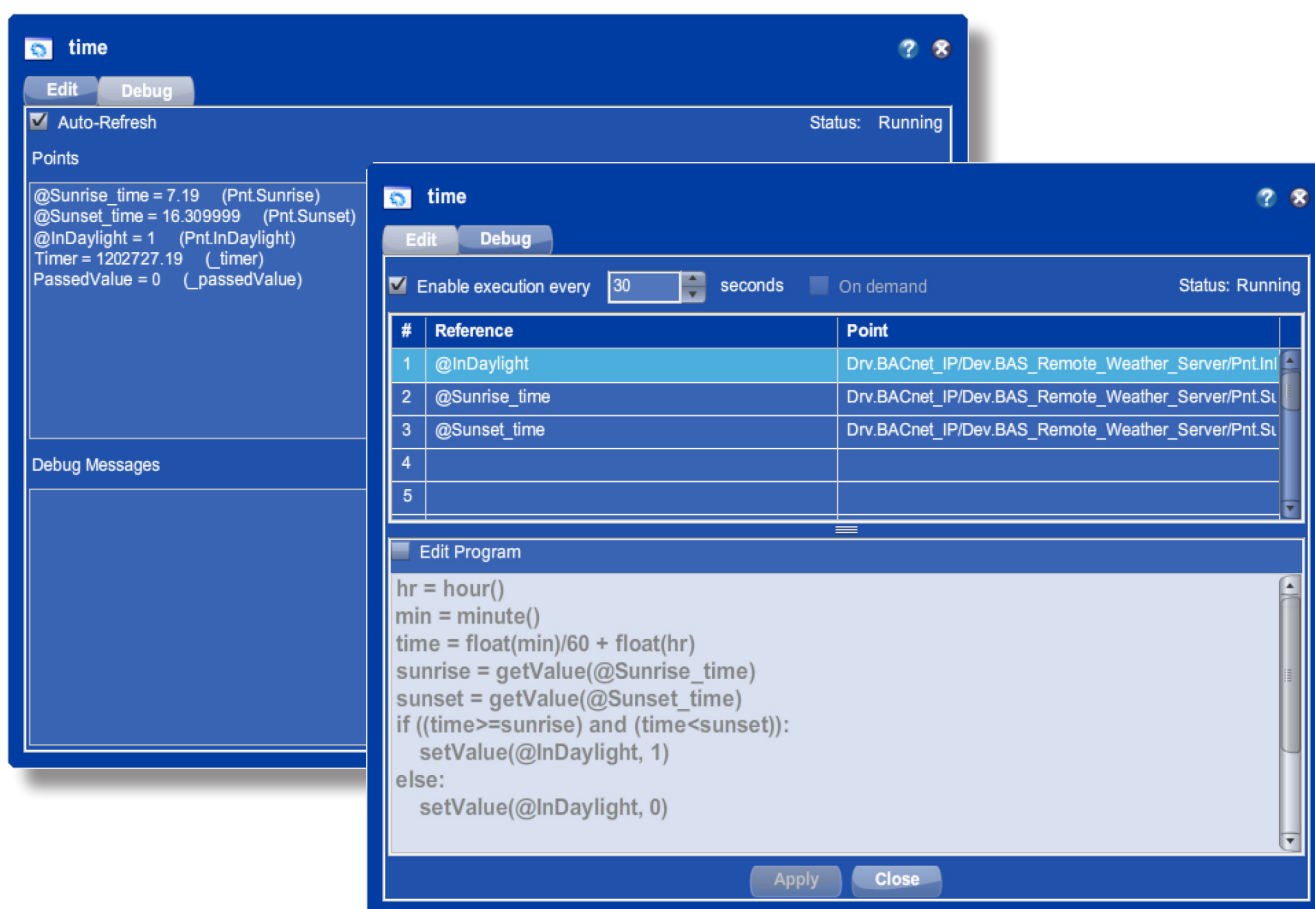 time
Edit Debug
Auto-Refresh Status: Running
Points
@Sunrise_time = 7.19 (Pnt.Sunrise)
@Sunset_time = 16.309999 (Pnt.Sunset)
@InDaylight = 1 (Pnt.InDaylight)
Timer = 1202727.19 (_timer)
PassedValue = 0 (_passedValue)
Debug Messages
time
Edit Debug
Enable execution every 30 seconds On demand Status: Running
# Reference Point
1 @InDaylight Drv.BACnet_IP/Dev.BAS_Remote_Weather_Server/Pnt.InI
2 @Sunrise_time Drv.BACnet_IP/Dev.BAS_Remote_Weather_Server/Pnt.Su
3 @Sunset_time Drv.BACnet_IP/Dev.BAS_Remote_Weather_Server/Pnt.Su
4
5
Edit Program
hr = hour()
min = minute()
time = float(min)/60 + float(hr)
sunrise = getValue(@Sunrise_time)
sunset = getValue(@Sunset_time)
if ((time>=sunrise) and (time<sunset)):
setValue(@InDaylight, 1)
else:
setValue(@InDaylight, 0)
Apply Close